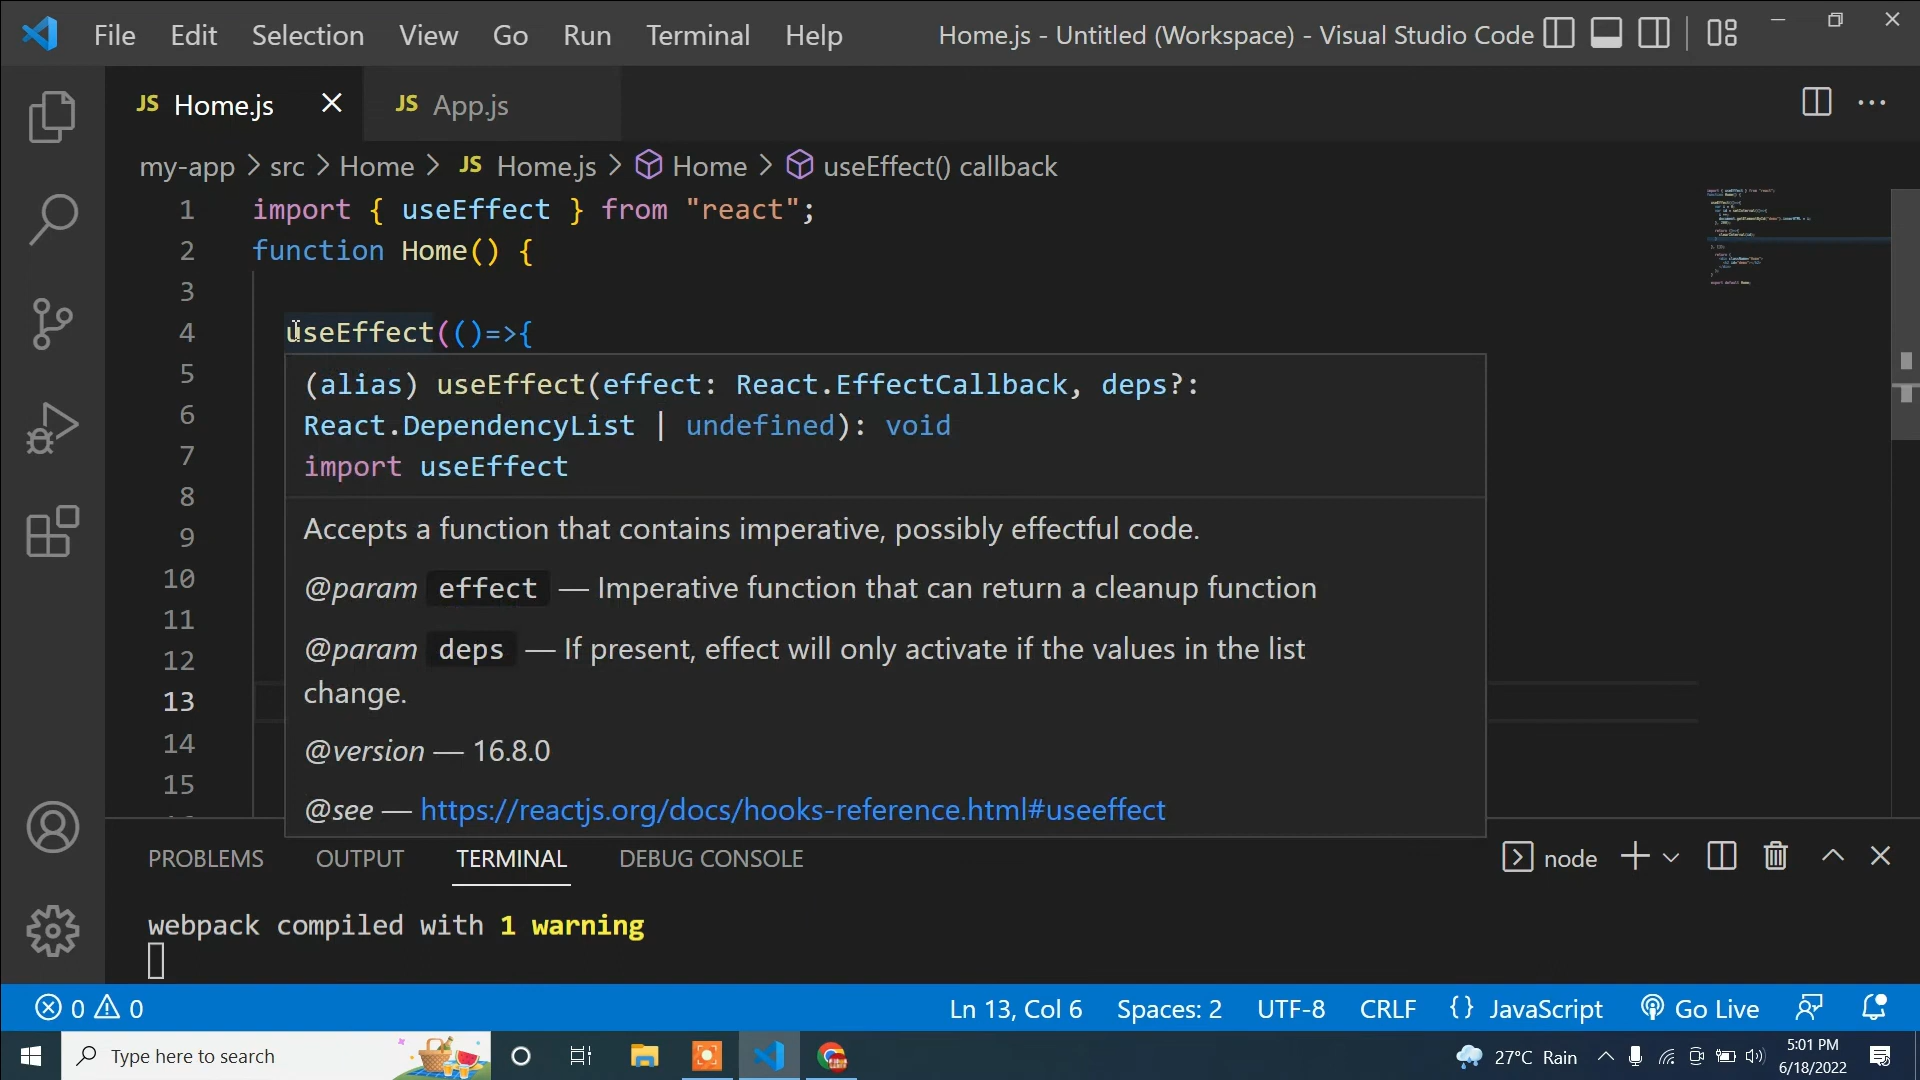 File Edit Selection View Go Run Terminal Help Home.js - Untitled (Workspace) - Visual Studio Code
JS Home.js JS App.js
my-app > src > Home > JS Home.js > Home > useEffect() callback
1 import { useEffect } from "react";
2 function Home() {
3
4 useEffect(()=>{
5
6
7
8
9
10
11
12
13
14
15
(alias) useEffect(effect: React.EffectCallback, deps?:
React.DependencyList | undefined): void
import useEffect
Accepts a function that contains imperative, possibly effectful code.
@param effect — Imperative function that can return a cleanup function
@param deps — If present, effect will only activate if the values in the list
change.
@version — 16.8.0
@see — https://reactjs.org/docs/hooks-reference.html#useeffect
PROBLEMS OUTPUT TERMINAL DEBUG CONSOLE node
webpack compiled with 1 warning
0 0 Ln 13, Col 6 Spaces: 2 UTF-8 CRLF {} JavaScript Go Live
Type here to search 27°C Rain 5:01 PM
6/18/2022